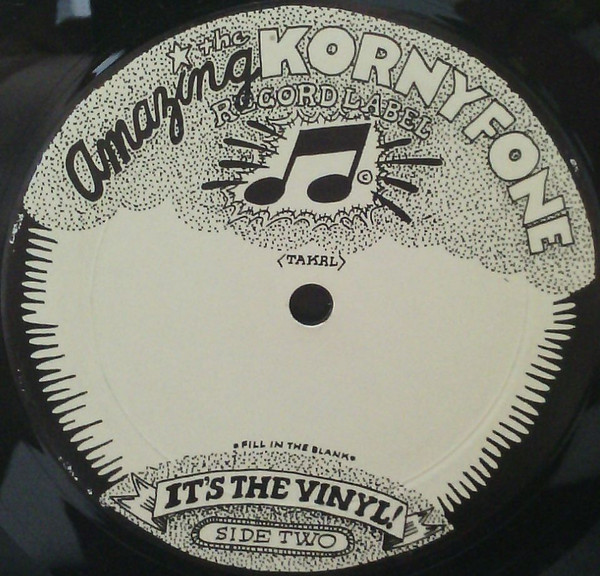 The
Amazing KORNYFONE
RECORD LABEL
©
<TAKRL>
•FILL IN THE BLANK•
IT'S THE VINYL!
SIDE TWO